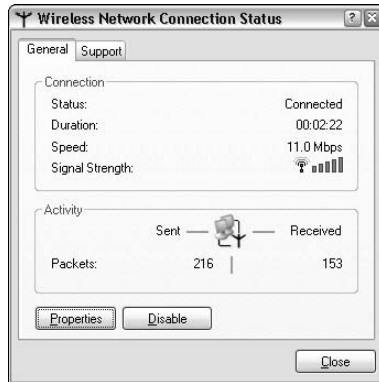 Wireless Network Connection Status
General Support
Connection
Status: Connected
Duration: 00:02:22
Speed: 11.0 Mbps
Signal Strength:
Activity
Sent Received
Packets: 216 153
Properties Disable
Close